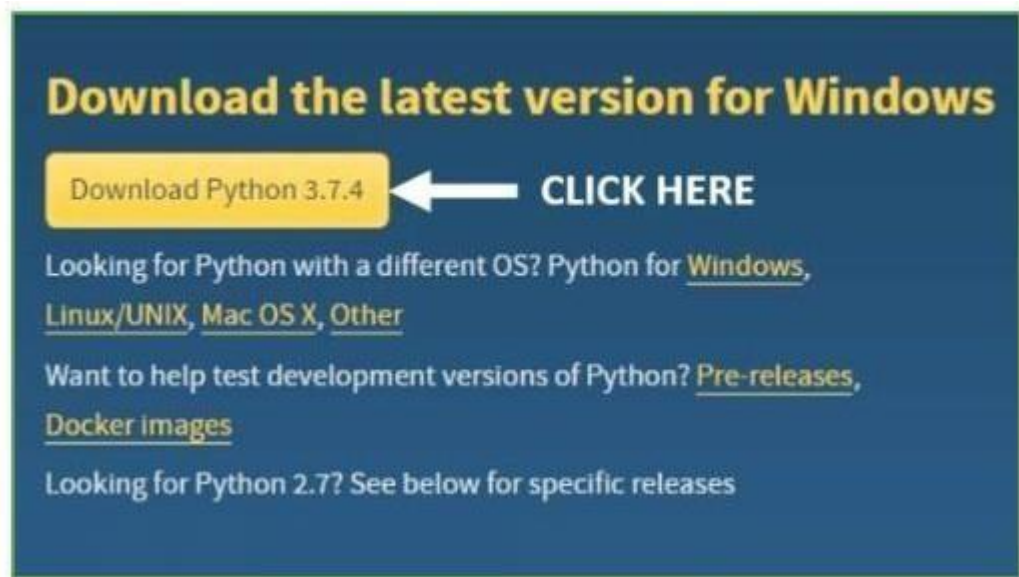 Download the latest version for Windows
Download Python 3.7.4
CLICK HERE
Looking for Python with a different OS? Python for Windows,
Linux/UNIX, Mac OS X, Other
Want to help test development versions of Python? Pre-releases,
Docker images
Looking for Python 2.7? See below for specific releases